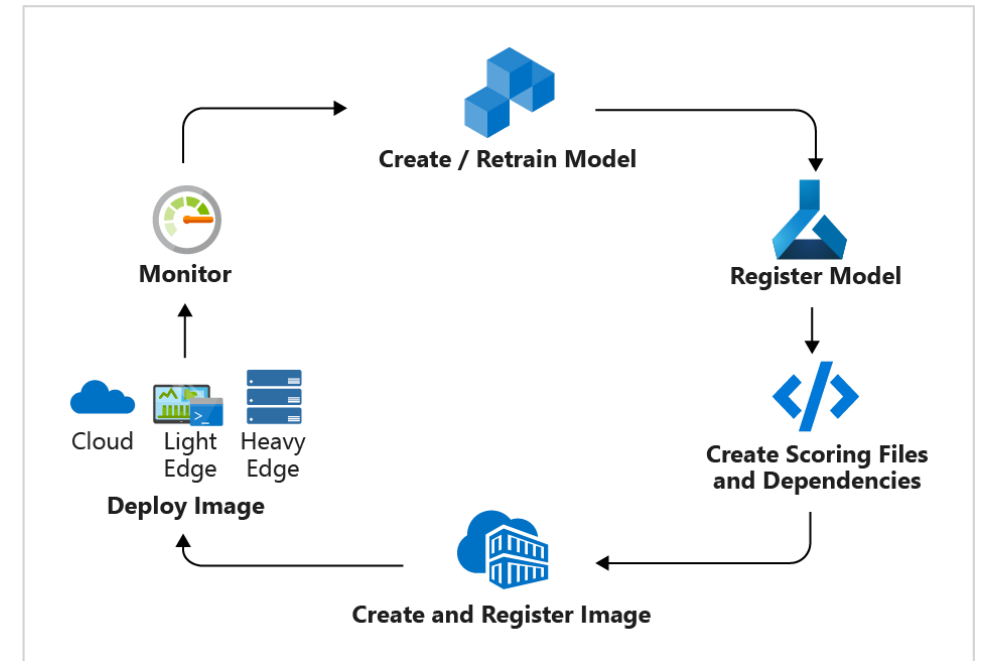 Create / Retrain Model
Register Model
Create Scoring Files
and Dependencies
Create and Register Image
Cloud
Light
Edge
Heavy
Edge
Deploy Image
Monitor